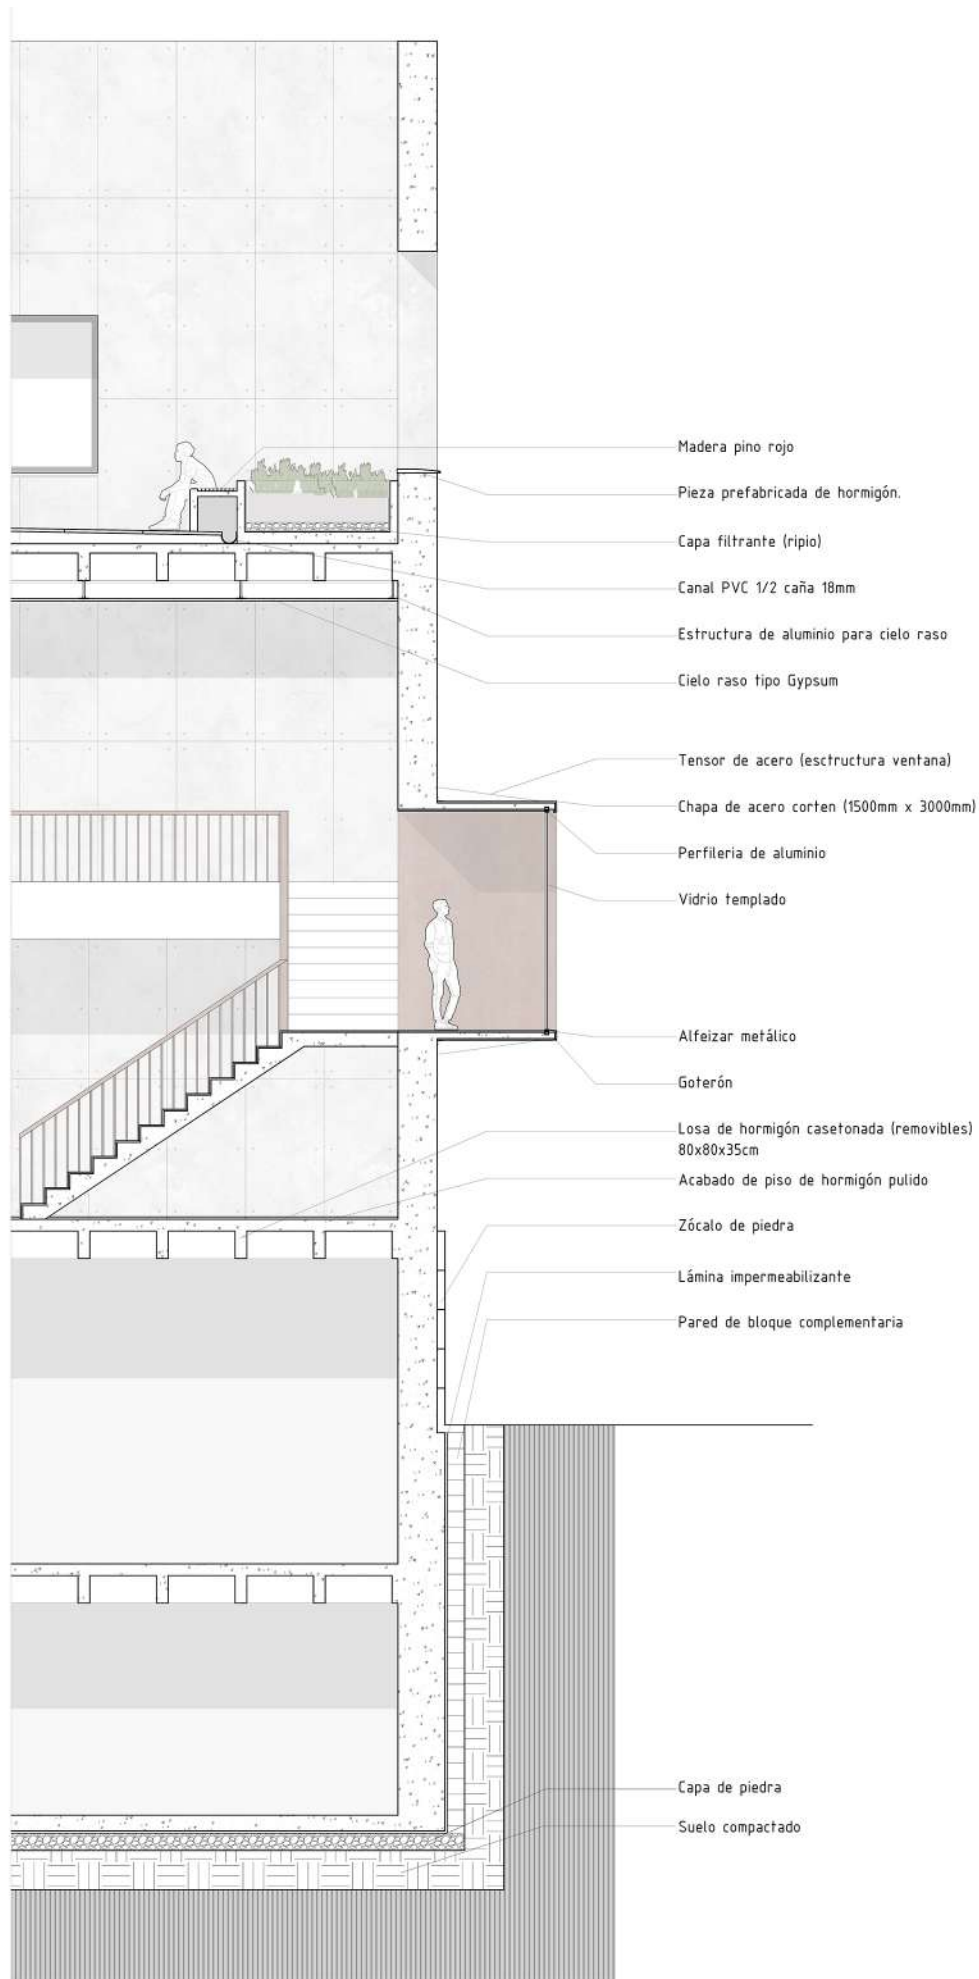 Madera pino rojo
Pieza prefabricada de hormigón.
Capa filtrante (ripio)
Canal PVC 1/2 caña 18mm
Estructura de aluminio para cielo raso
Cielo raso tipo Gypsum
Tensor de acero (esctructura ventana)
Chapa de acero corten (1500mm x 3000mm)
Perfileria de aluminio
Vidrio templado
Alfeizar metálico
Goterón
Losa de hormigón casetonada (removibles)
80x80x35cm
Acabado de piso de hormigón pulido
Zócalo de piedra
Lámina impermeabilizante
Pared de bloque complementaria
Capa de piedra
Suelo compactado